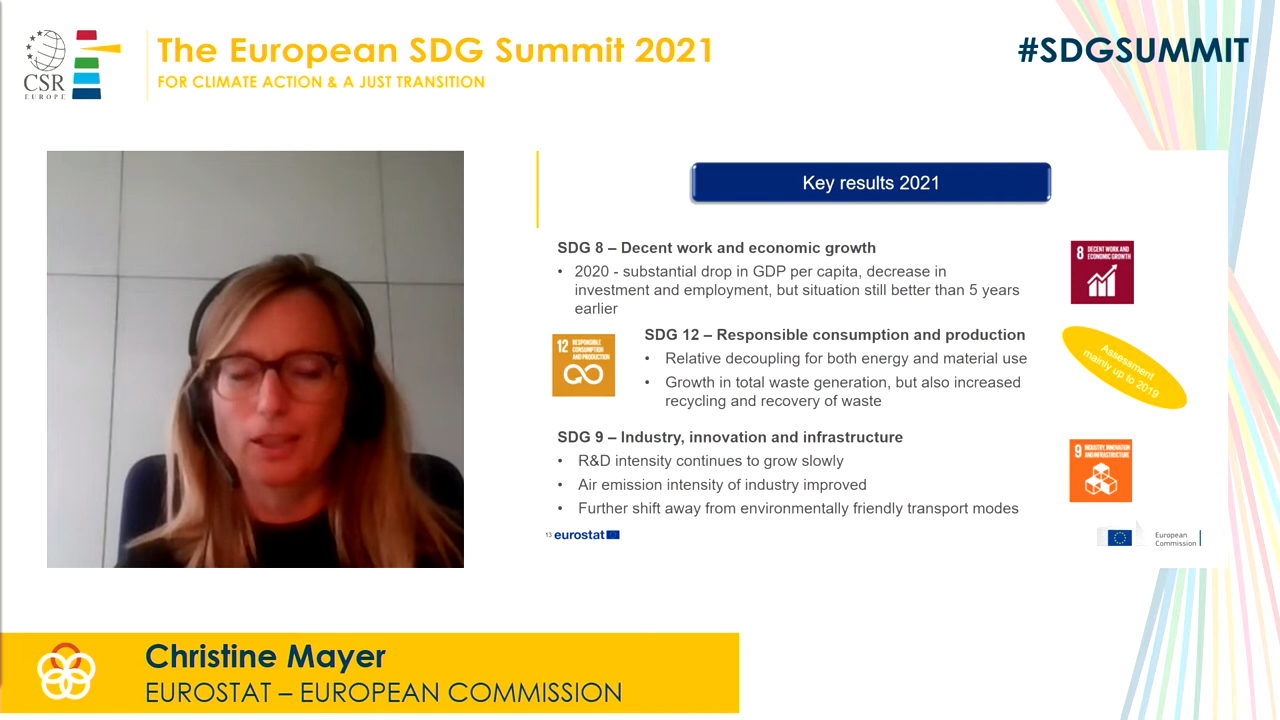 CSR
EUROPE
The European SDG Summit 2021
FOR CLIMATE ACTION & A JUST TRANSITION
#SDGSUMMIT
Key results 2021
SDG 8 – Decent work and economic growth
• 2020 - substantial drop in GDP per capita, decrease in
investment and employment, but situation still better than 5 years
earlier
8 DECENT WORK AND
ECONOMIC GROWTH
12 RESPONSIBLE
CONSUMPTION
AND PRODUCTION
SDG 12 – Responsible consumption and production
• Relative decoupling for both energy and material use
• Growth in total waste generation, but also increased
recycling and recovery of waste
Assessment
mainly up to 2019
SDG 9 – Industry, innovation and infrastructure
• R&D intensity continues to grow slowly
• Air emission intensity of industry improved
• Further shift away from environmentally friendly transport modes
9 INDUSTRY, INNOVATION
AND INFRASTRUCTURE
13 eurostat
European
Commission
Christine Mayer
EUROSTAT – EUROPEAN COMMISSION